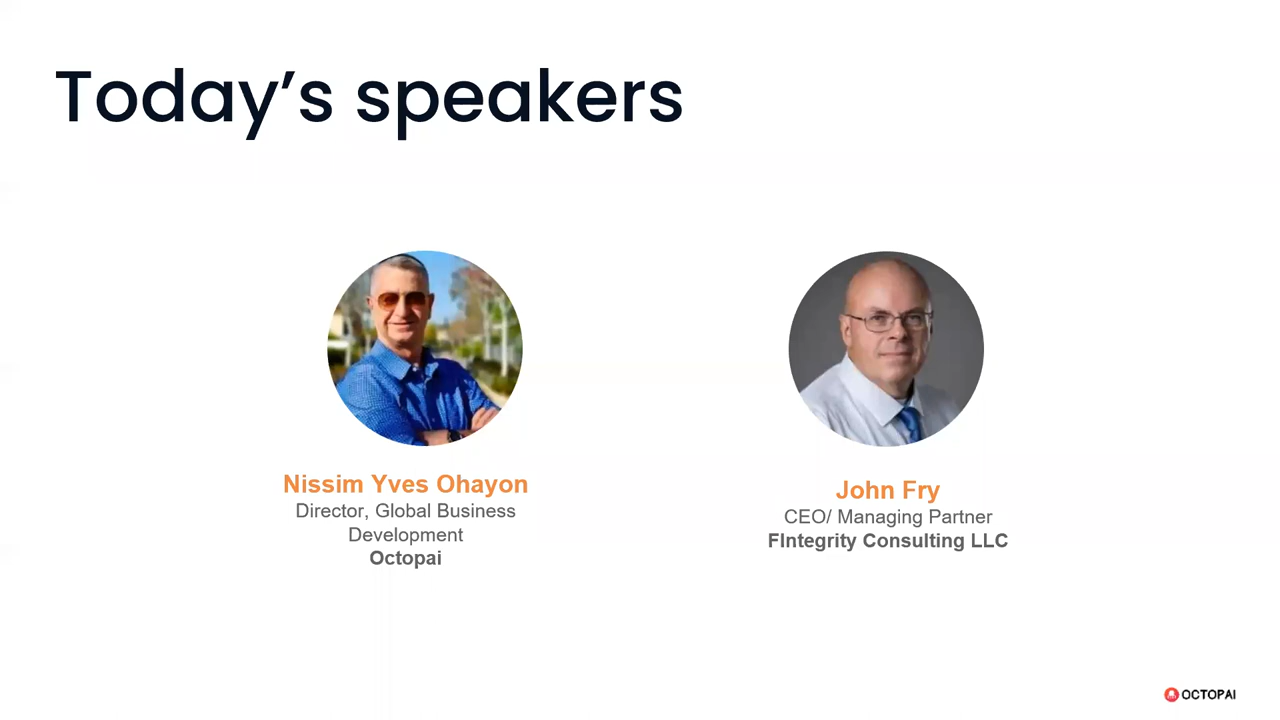 Today’s speakers
Nissim Yves Ohayon
Director, Global Business
Development
Octopai
John Fry
CEO/ Managing Partner
FIntegrity Consulting LLC
OCTOPAI